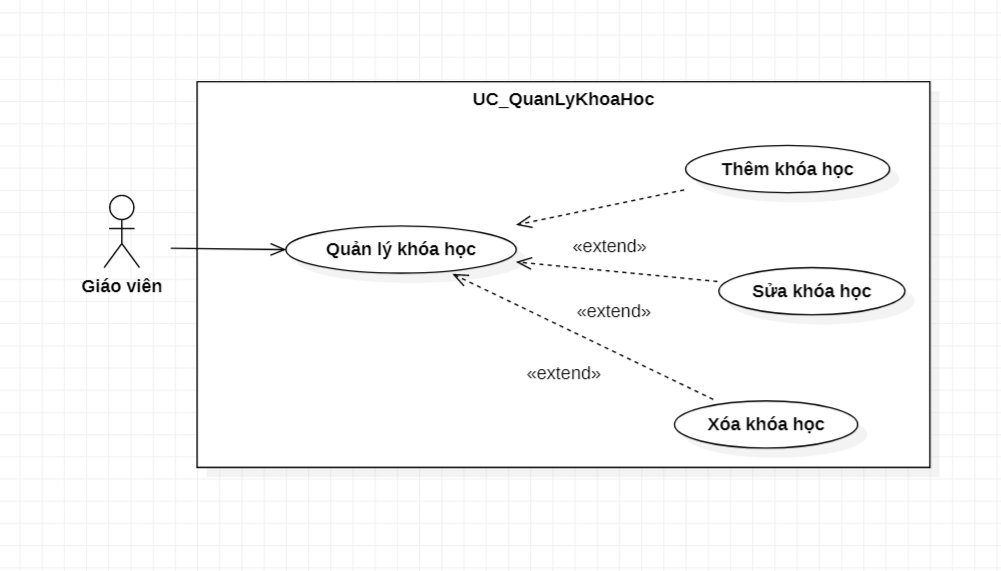 UC_QuanLyKhoaHoc
Thêm khóa học
«extend»
Quản lý khóa học
Giáo viên
Sửa khóa học
«extend»
«extend»
Xóa khóa học